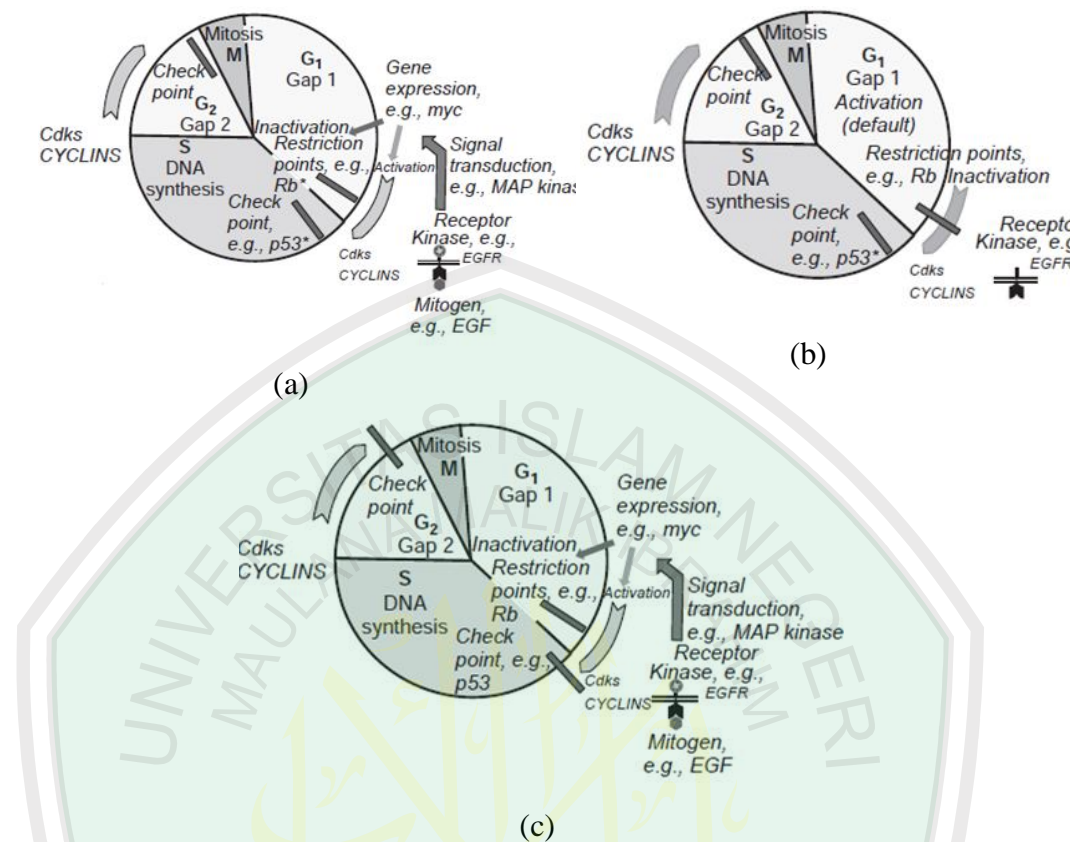 Mitosis
M
G1
Gap 1
Check
point
G2
Gap 2
Cdks
CYCLINS
S
DNA
synthesis
Inactivation
Restriction
points, e.g.,
Rb*
Check
point,
e.g., p53*
Gene
expression,
e.g., myc
Activation
Cdks
CYCLINS
Signal
transduction,
e.g., MAP kinas
Receptor
Kinase, e.g.,
EGFR
Mitogen,
e.g., EGF
(a)
Mitosis
M
G1
Gap 1
Activation
(default)
Check
point
G2
Gap 2
Cdks
CYCLINS
S
DNA
synthesis
Restriction points,
e.g., Rb Inactivation
Check
point,
e.g., p53*
Cdks
CYCLINS
Recepto
Kinase, e.g
EGFR
(b)
Mitosis
M
G1
Gap 1
Check
point
G2
Gap 2
Cdks
CYCLINS
S
DNA
synthesis
Inactivation
Restriction
points, e.g.,
Rb
Check
point, e.g.,
p53
Gene
expression,
e.g., myc
Activation
Cdks
CYCLINS
Signal
transduction,
e.g., MAP kinase
Receptor
Kinase, e.g.,
EGFR
Mitogen,
e.g., EGF
(c)
UNIVERSITAS ISLAM NEGERI
MAULANA MALIK IBRAHIM